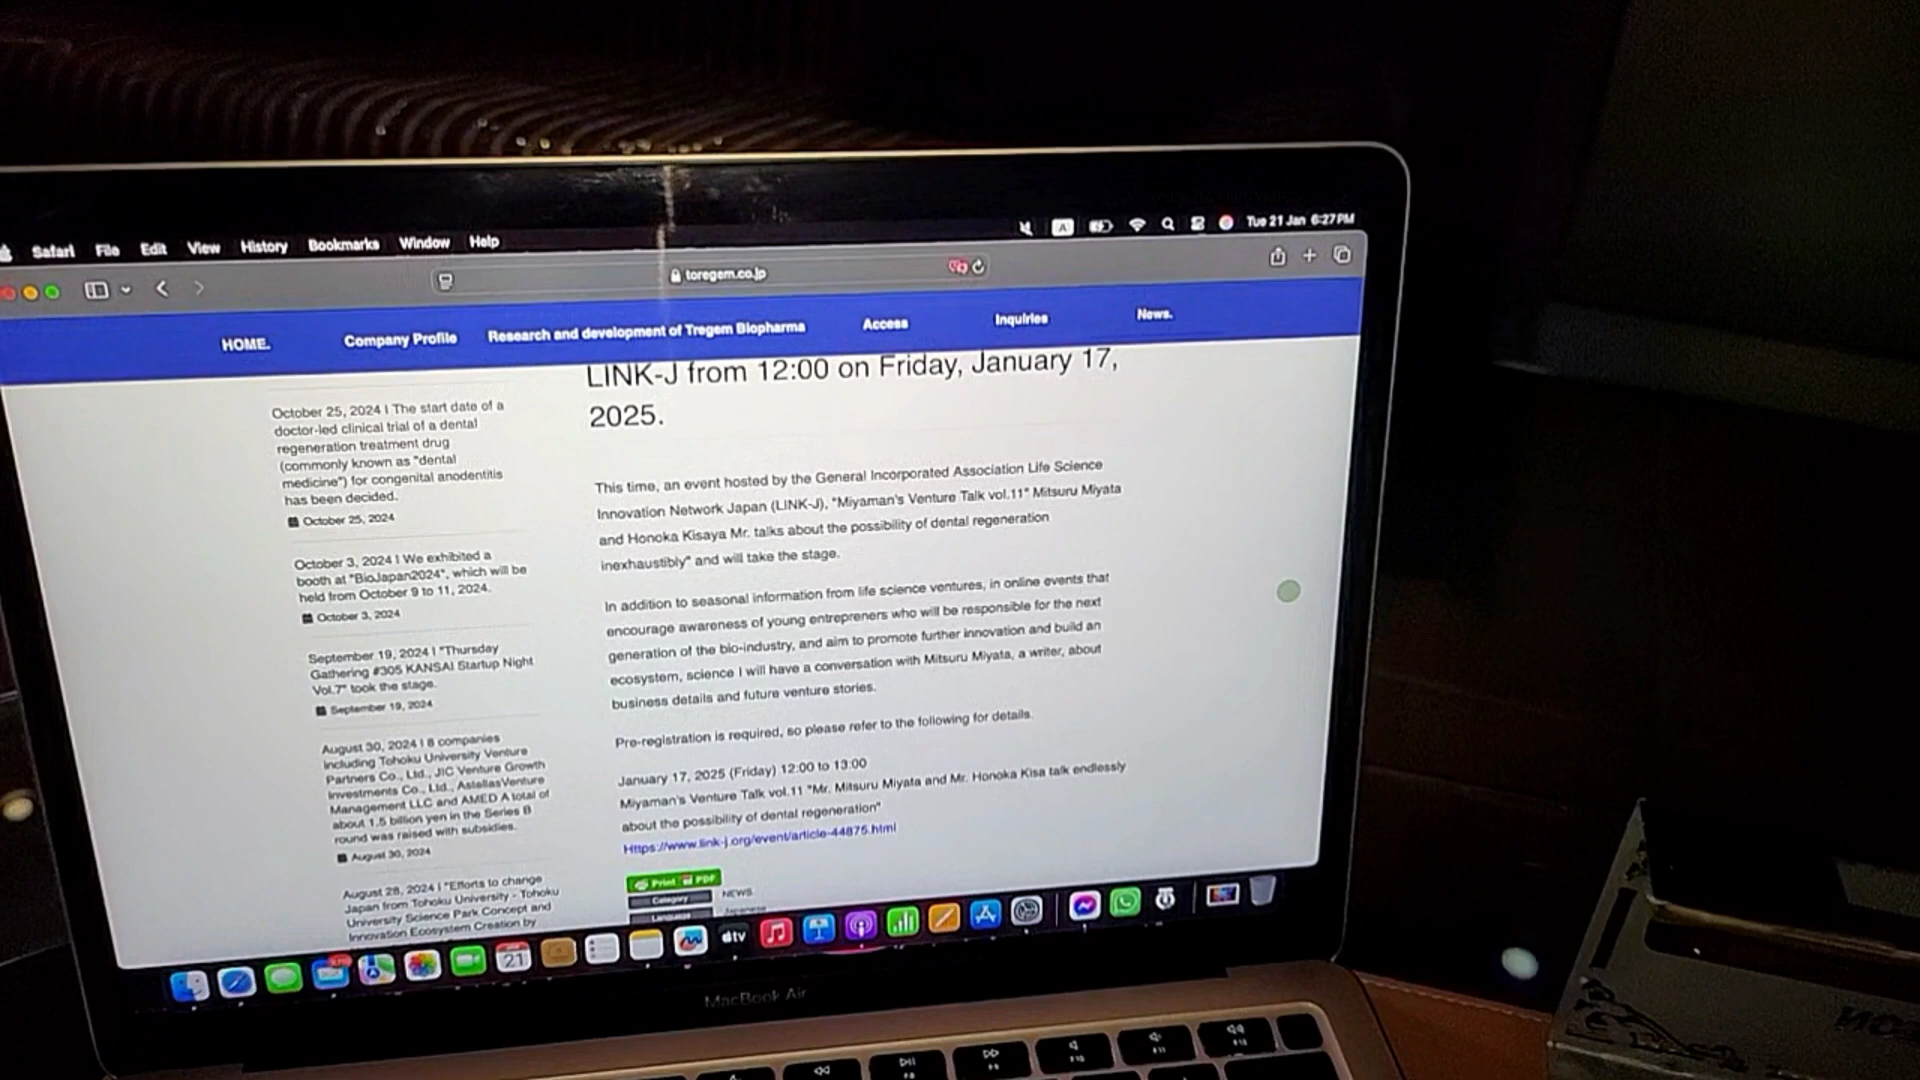 Safari File Edit View History Bookmarks Window Help
A
Tue 21 Jan 6:27 PM
toregem.co.jp
HOME. Company Profile Research and development of Tregem Biopharma Access Inquiries News.
October 25, 2024 | The start date of a
doctor-led clinical trial of a dental
regeneration treatment drug
(commonly known as "dental
medicine") for congenital anodentitis
has been decided.
October 25, 2024
October 3, 2024 | We exhibited a
booth at "BioJapan2024", which will be
held from October 9 to 11, 2024.
October 3, 2024
September 19, 2024 | "Thursday
Gathering #305 KANSAI Startup Night
Vol.7" took the stage.
September 19, 2024
August 30, 2024 | 8 companies
including Tohoku University Venture
Partners Co., Ltd., JIC Venture Growth
Investments Co., Ltd., AstellasVenture
Management LLC and AMED A total of
about 1.5 billion yen in the Series B
round was raised with subsidies.
August 30, 2024
August 28, 2024 | "Efforts to change
Japan from Tohoku University - Tohoku
University Science Park Concept and
Innovation Ecosystem Creation by
LINK-J from 12:00 on Friday, January 17,
2025.
This time, an event hosted by the General Incorporated Association Life Science
Innovation Network Japan (LINK-J), "Miyaman's Venture Talk vol.11" Mitsuru Miyata
and Honoka Kisaya Mr. talks about the possibility of dental regeneration
inexhaustibly" and will take the stage.
In addition to seasonal information from life science ventures, in online events that
encourage awareness of young entrepreners who will be responsible for the next
generation of the bio-industry, and aim to promote further innovation and build an
ecosystem, science I will have a conversation with Mitsuru Miyata, a writer, about
business details and future venture stories.
Pre-registration is required, so please refer to the following for details.
January 17, 2025 (Friday) 12:00 to 13:00
Miyaman's Venture Talk vol.11 "Mr. Mitsuru Miyata and Mr. Honoka Kisa talk endlessly
about the possibility of dental regeneration"
Https://www.link-j.org/event/article-44875.html
Print PDF
Category NEWS
Language Japanese
21
tv
MacBook Air